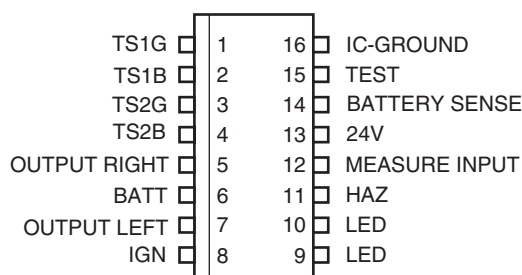 TS1G 1 16 IC-GROUND
TS1B 2 15 TEST
TS2G 3 14 BATTERY SENSE
TS2B 4 13 24V
OUTPUT RIGHT 5 12 MEASURE INPUT
BATT 6 11 HAZ
OUTPUT LEFT 7 10 LED
IGN 8 9 LED